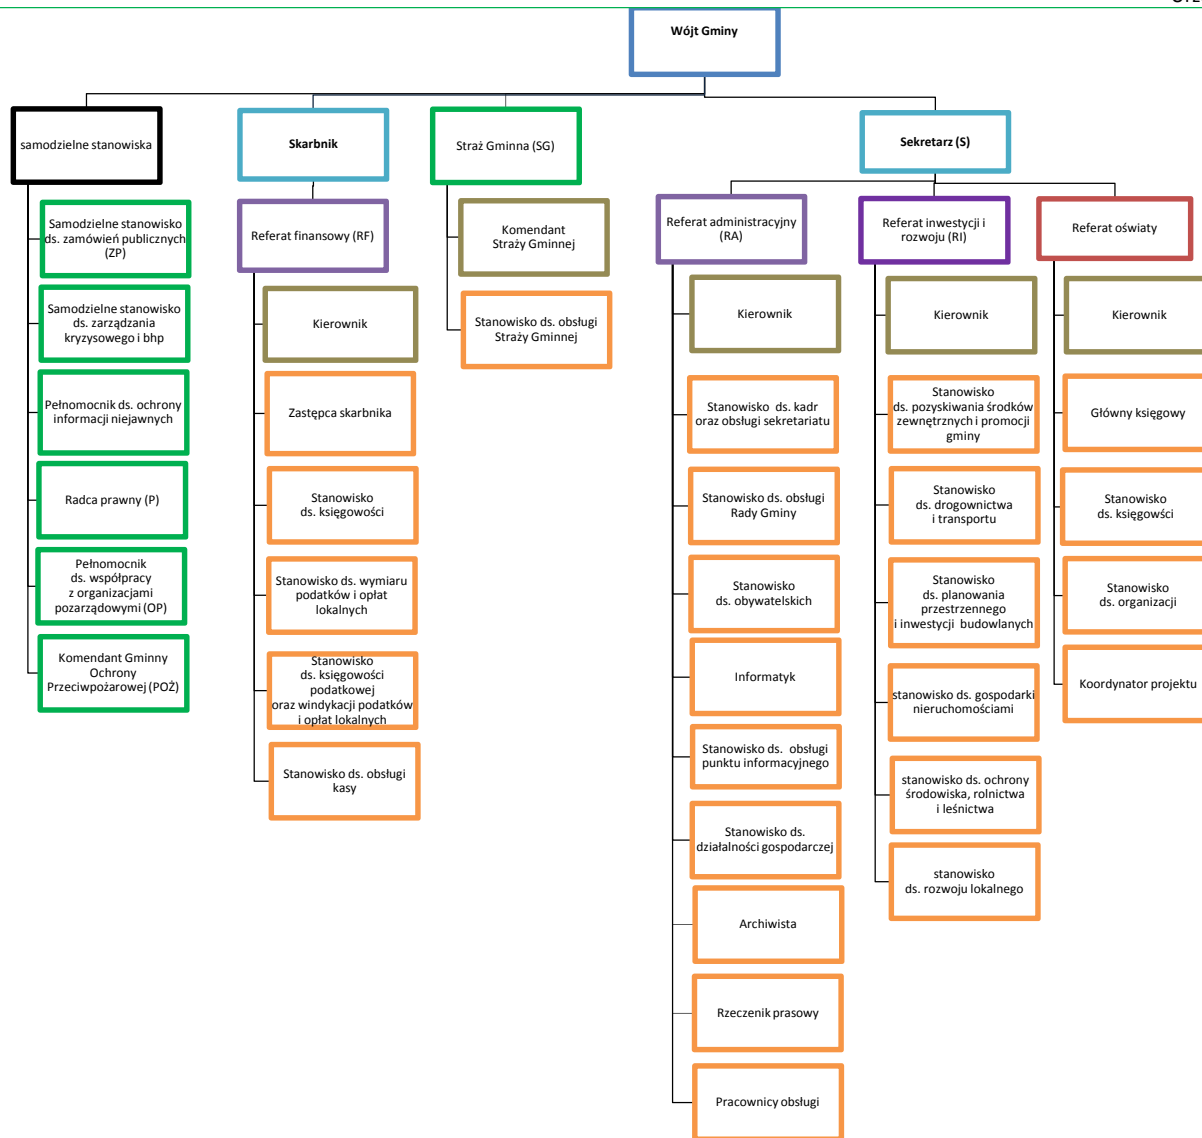 Wójt Gminy
samodzielne stanowiska
Skarbnik
Straż Gminna (SG)
Sekretarz (S)
Samodzielne stanowisko
ds. zamówień publicznych
(ZP)
Samodzielne stanowisko
ds. zarządzania
kryzysowego i bhp
Pełnomocnik ds. ochrony
informacji niejawnych
Radca prawny (P)
Pełnomocnik
ds. współpracy
z organizacjami
pozarządowymi (OP)
Komendant Gminny
Ochrony
Przeciwpożarowej (POŻ)
Referat finansowy (RF)
Kierownik
Zastępca skarbnika
Stanowisko
ds. księgowości
Stanowisko ds. wymiaru
podatków i opłat
lokalnych
Stanowisko
ds. księgowości
podatkowej
oraz windykacji podatków
i opłat lokalnych
Stanowisko ds. obsługi
kasy
Komendant
Straży Gminnej
Stanowisko ds. obsługi
Straży Gminnej
Referat administracyjny
(RA)
Kierownik
Stanowisko ds. kadr
oraz obsługi sekretariatu
Stanowisko ds. obsługi
Rady Gminy
Stanowisko
ds. obywatelskich
Informatyk
Stanowisko ds. obsługi
punktu informacyjnego
Stanowisko ds.
działalności gospodarczej
Archiwista
Rzecznik prasowy
Pracownicy obsługi
Referat inwestycji i
rozwoju (RI)
Kierownik
Stanowisko
ds. pozyskiwania środków
zewnętrznych i promocji
gminy
Stanowisko
ds. drogownictwa
i transportu
Stanowisko
ds. planowania
przestrzennego
i inwestycji budowlanych
stanowisko ds. gospodarki
nieruchomościami
stanowisko ds. ochrony
środowiska, rolnictwa
i leśnictwa
stanowisko
ds. rozwoju lokalnego
Referat oświaty
Kierownik
Główny księgowy
Stanowisko
ds. księgowści
Stanowisko
ds. organizacji
Koordynator projektu